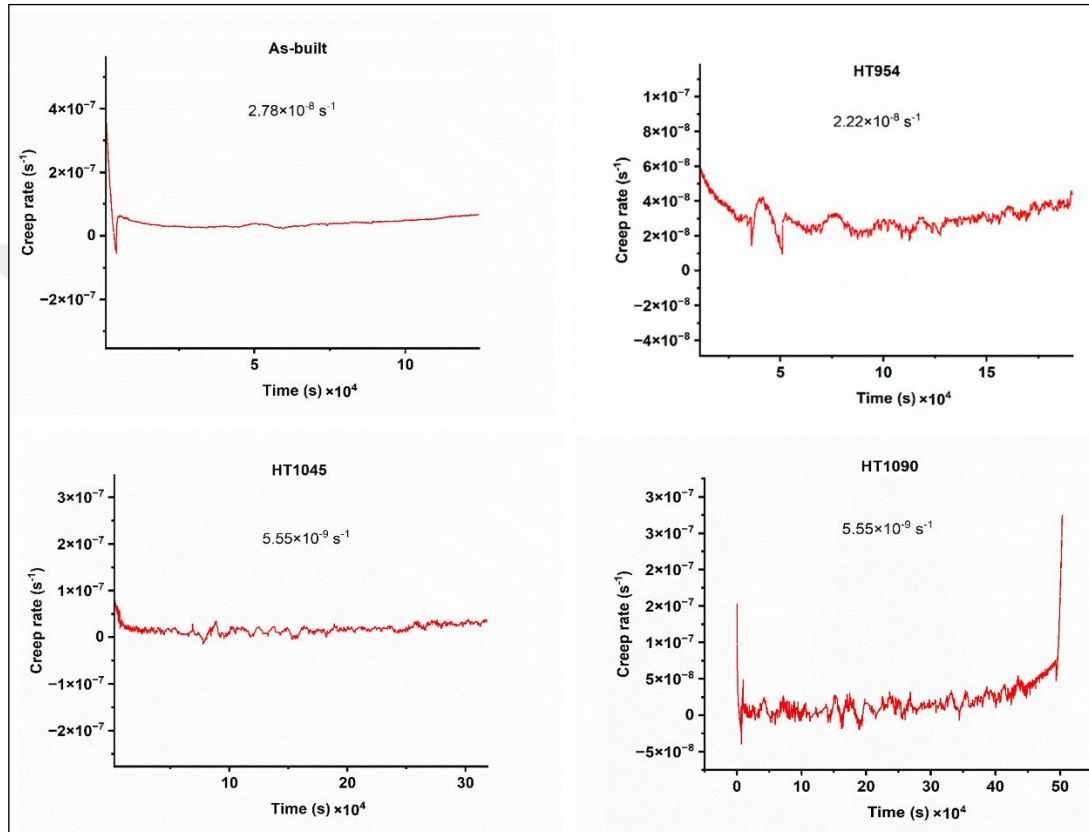 As-built
2.78×10⁻⁸ s⁻¹
4×10⁻⁷
2×10⁻⁷
0
−2×10⁻⁷
Creep rate (s⁻¹)
5 10
Time (s) ×10⁴
HT954
2.22×10⁻⁸ s⁻¹
1×10⁻⁷
8×10⁻⁸
6×10⁻⁸
4×10⁻⁸
2×10⁻⁸
0
−2×10⁻⁸
−4×10⁻⁸
Creep rate (s⁻¹)
5 10 15
Time (s) ×10⁴
HT1045
5.55×10⁻⁹ s⁻¹
3×10⁻⁷
2×10⁻⁷
1×10⁻⁷
0
−1×10⁻⁷
−2×10⁻⁷
Creep rate (s⁻¹)
10 20 30
Time (s) ×10⁴
HT1090
5.55×10⁻⁹ s⁻¹
3×10⁻⁷
3×10⁻⁷
2×10⁻⁷
2×10⁻⁷
1×10⁻⁷
5×10⁻⁸
0
−5×10⁻⁸
Creep rate (s⁻¹)
0 10 20 30 40 50
Time (s) ×10⁴